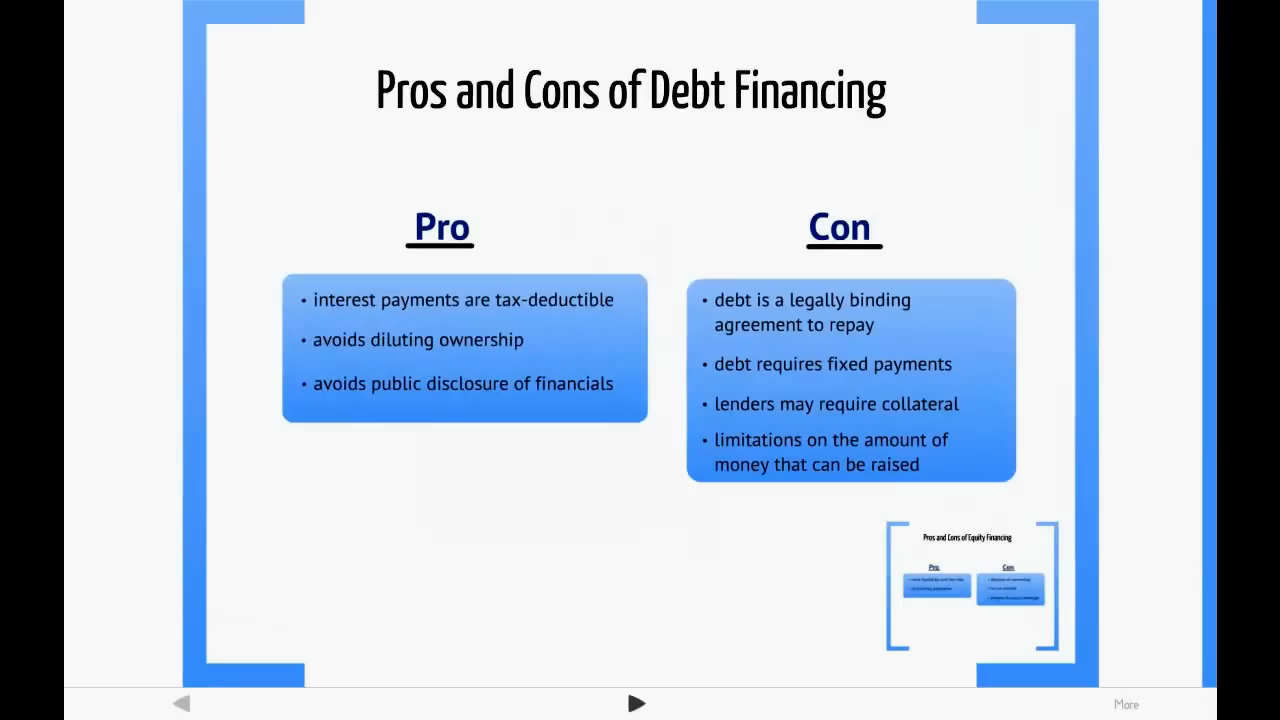 Pros and Cons of Debt Financing
Pro
• interest payments are tax-deductible
• avoids diluting ownership
• avoids public disclosure of financials
Con
• debt is a legally binding
agreement to repay
• debt requires fixed payments
• lenders may require collateral
• limitations on the amount of
money that can be raised
Pros and Cons of Equity Financing
Pro
Con
More